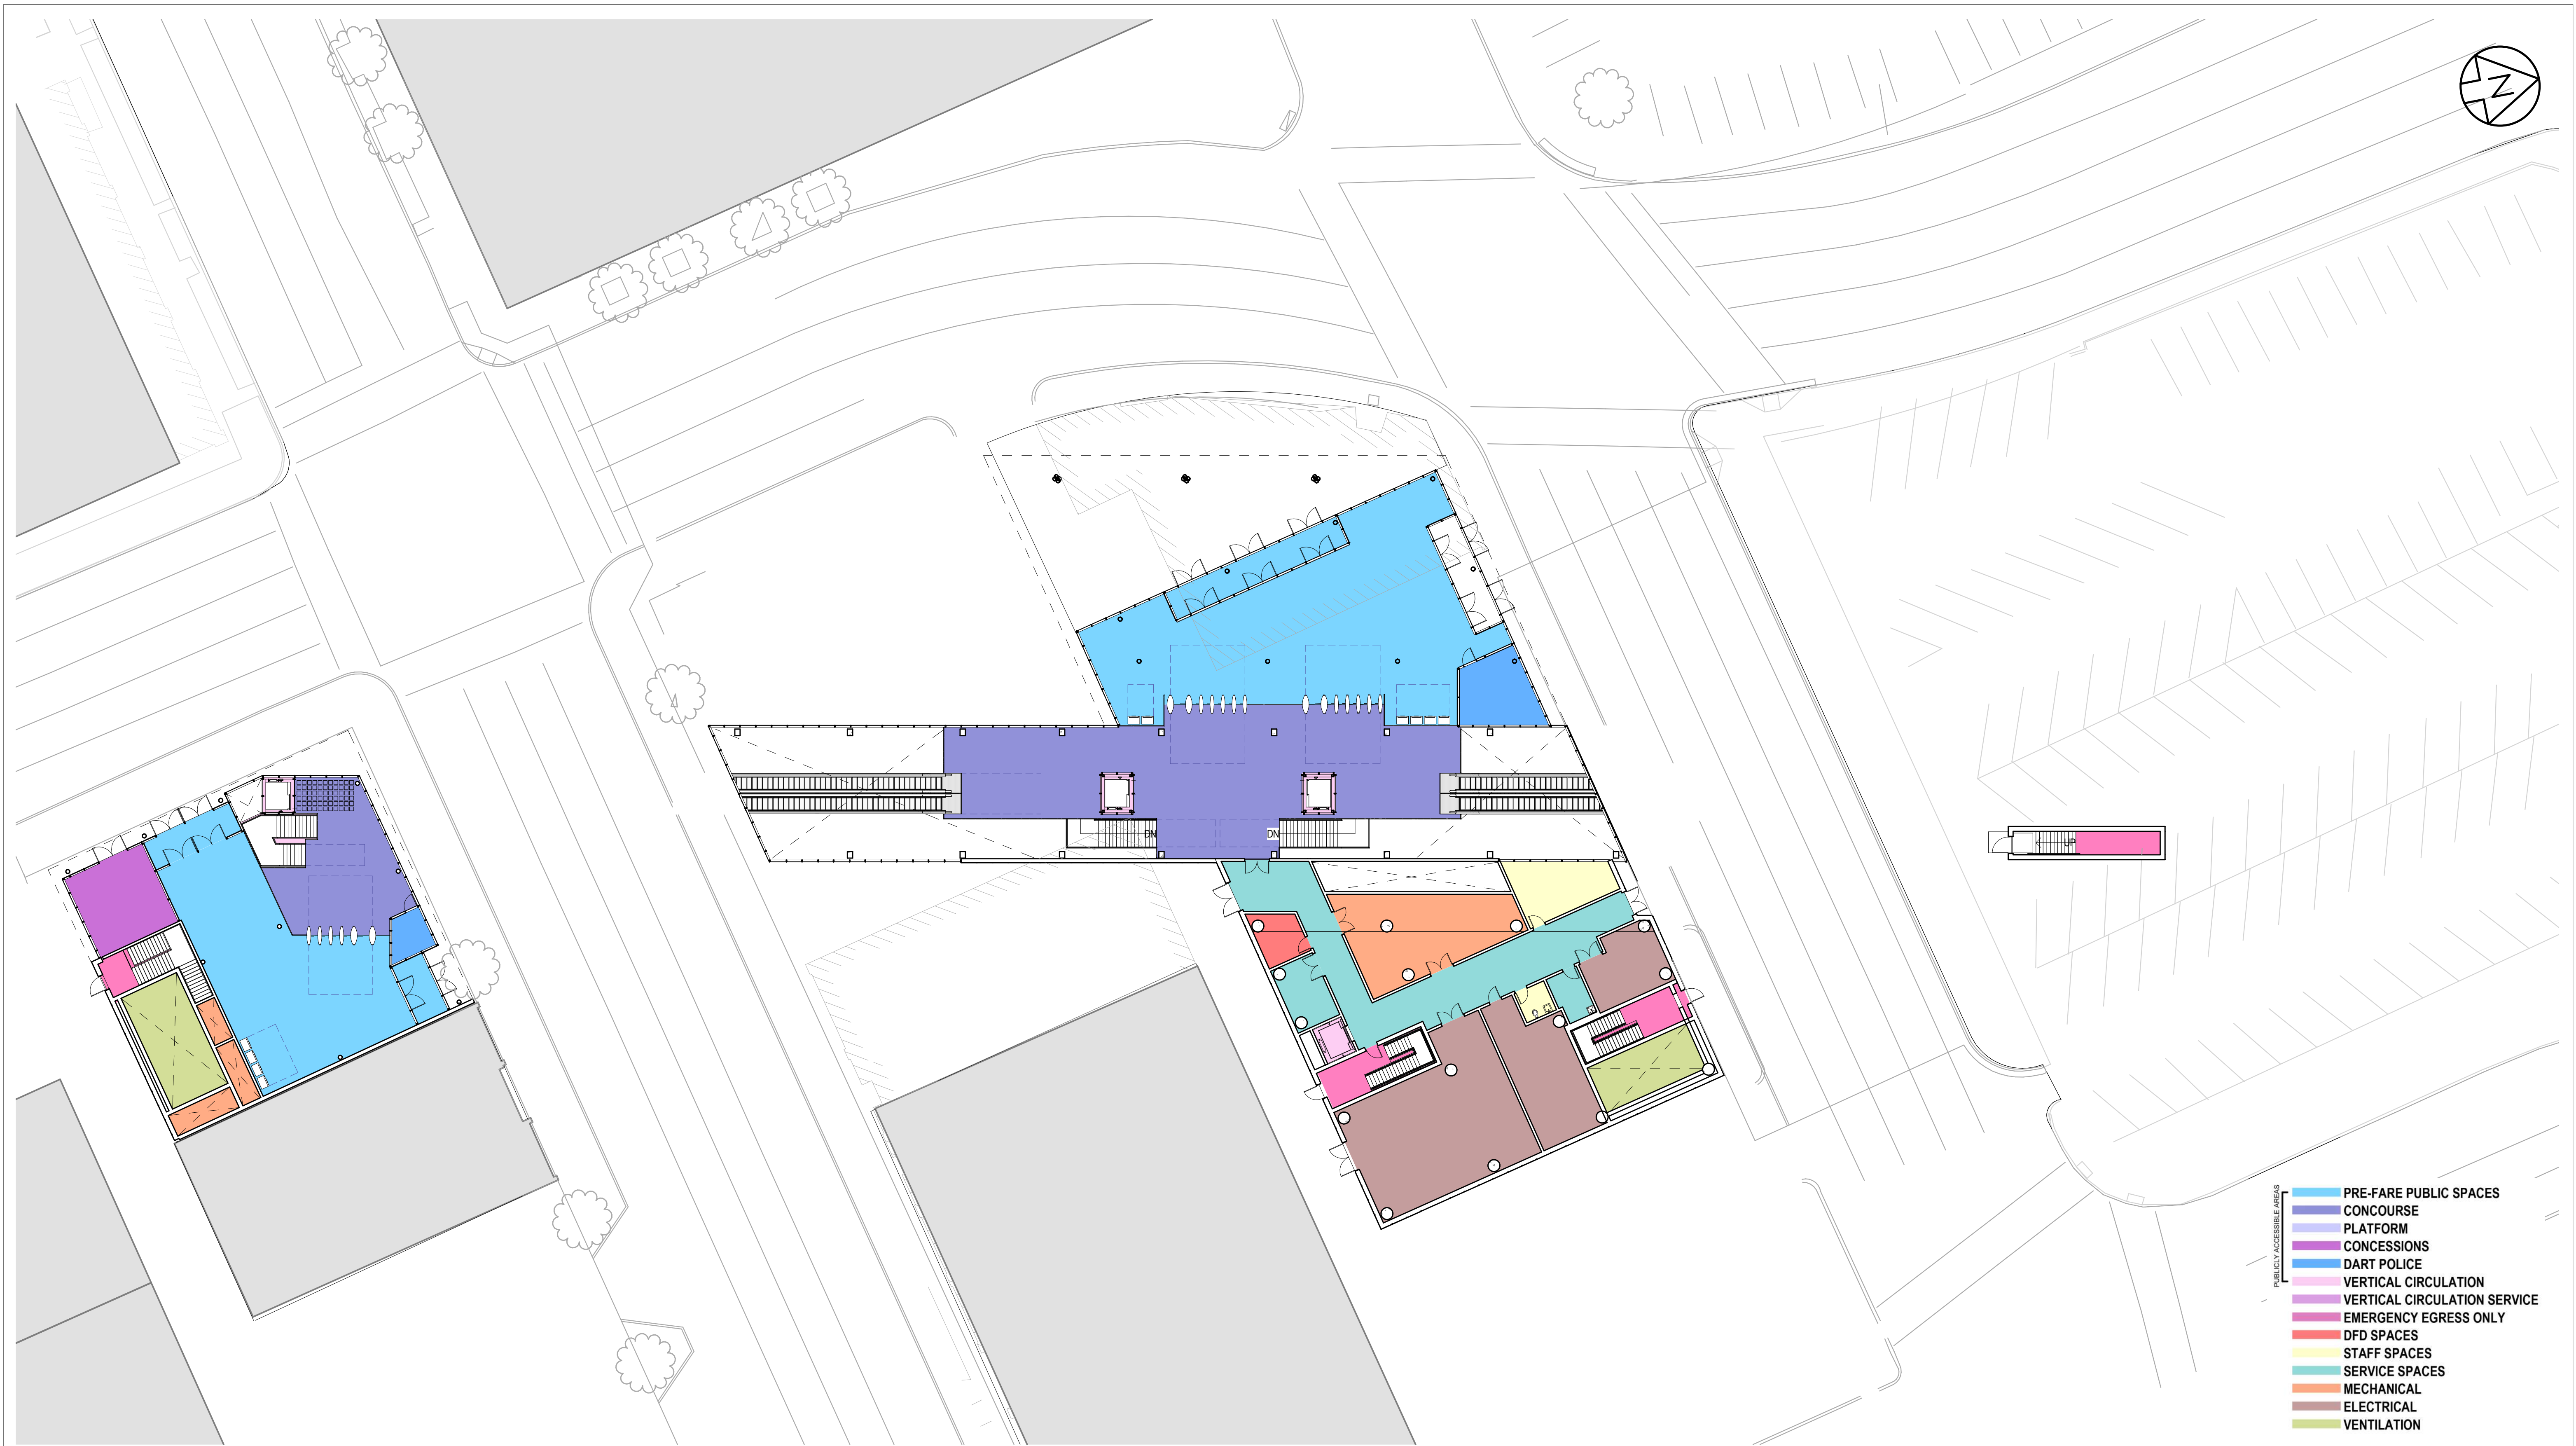 N
DN
DN
UP
PUBLICLY ACCESSIBLE AREAS
PRE-FARE PUBLIC SPACES
CONCOURSE
PLATFORM
CONCESSIONS
DART POLICE
VERTICAL CIRCULATION
VERTICAL CIRCULATION SERVICE
EMERGENCY EGRESS ONLY
DFD SPACES
STAFF SPACES
SERVICE SPACES
MECHANICAL
ELECTRICAL
VENTILATION